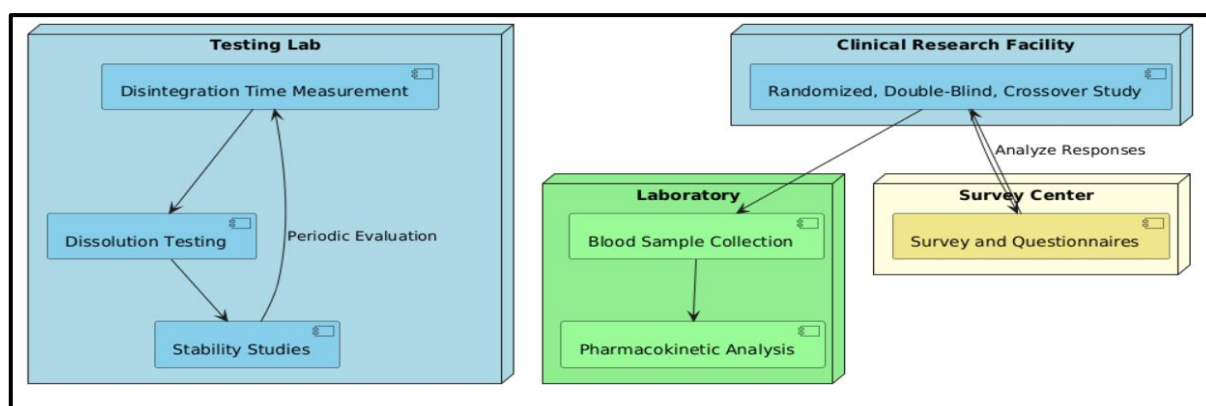 Testing Lab
Disintegration Time Measurement
Dissolution Testing
Periodic Evaluation
Stability Studies
Clinical Research Facility
Randomized, Double-Blind, Crossover Study
Analyze Responses
Laboratory
Blood Sample Collection
Pharmacokinetic Analysis
Survey Center
Survey and Questionnaires